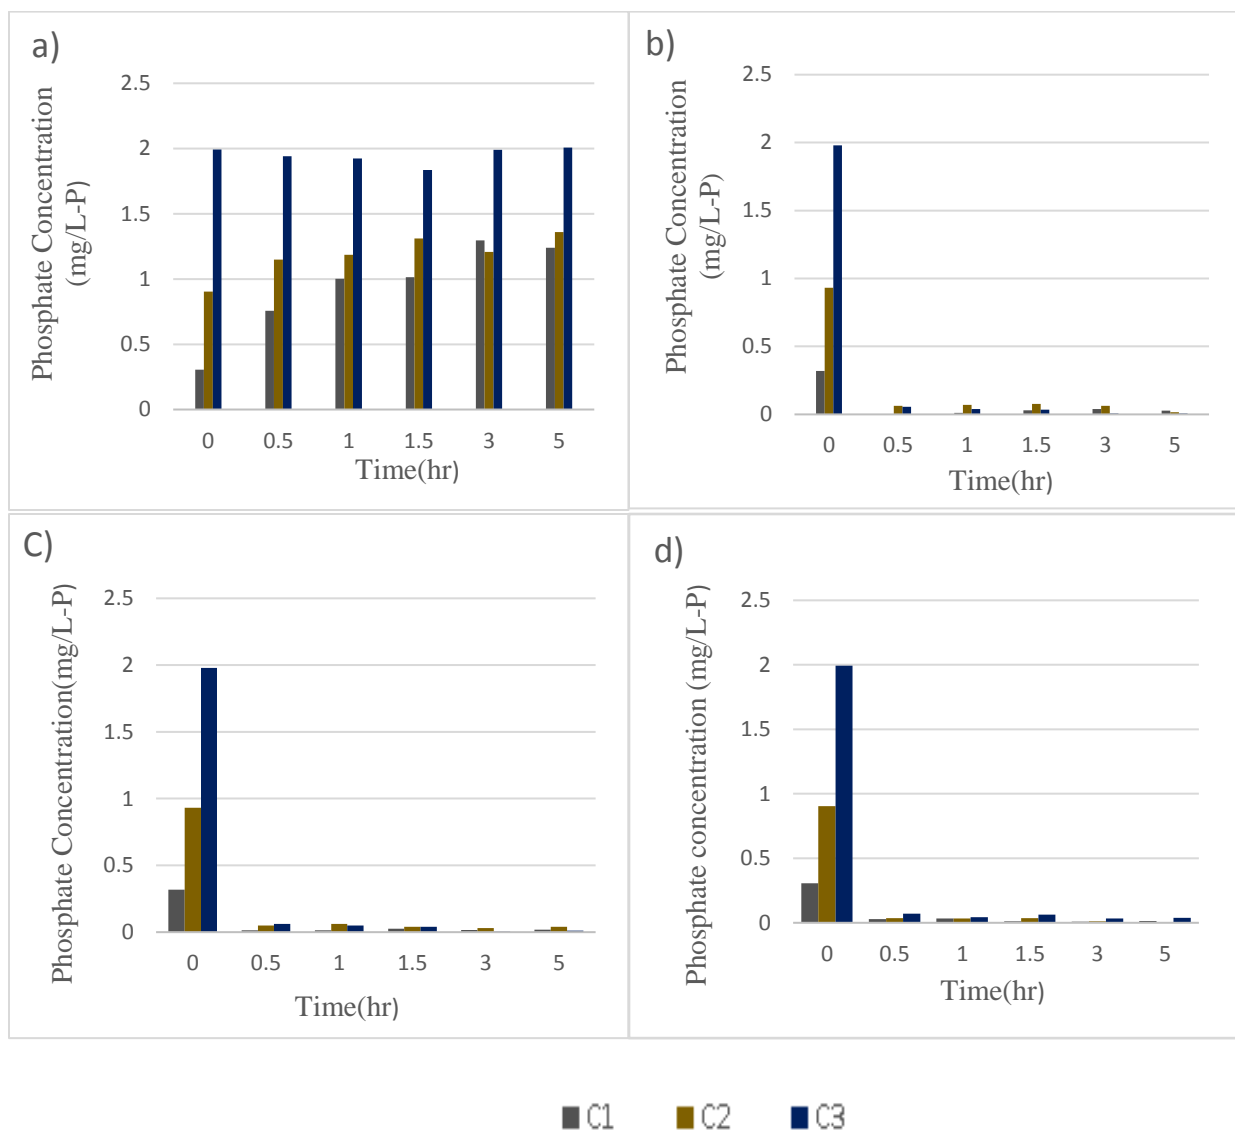 a)
Phosphate Concentration
(mg/L-P)
2.5
2
1.5
1
0.5
0
0 0.5 1 1.5 3 5
Time(hr)
b)
Phosphate Concentration
(mg/L-P)
2.5
2
1.5
1
0.5
0
0 0.5 1 1.5 3 5
Time(hr)
C)
Phosphate Concentration(mg/L-P)
2.5
2
1.5
1
0.5
0
0 0.5 1 1.5 3 5
Time(hr)
d)
Phosphate concentration (mg/L-P)
2.5
2
1.5
1
0.5
0
0 0.5 1 1.5 3 5
Time(hr)
C1 C2 C3